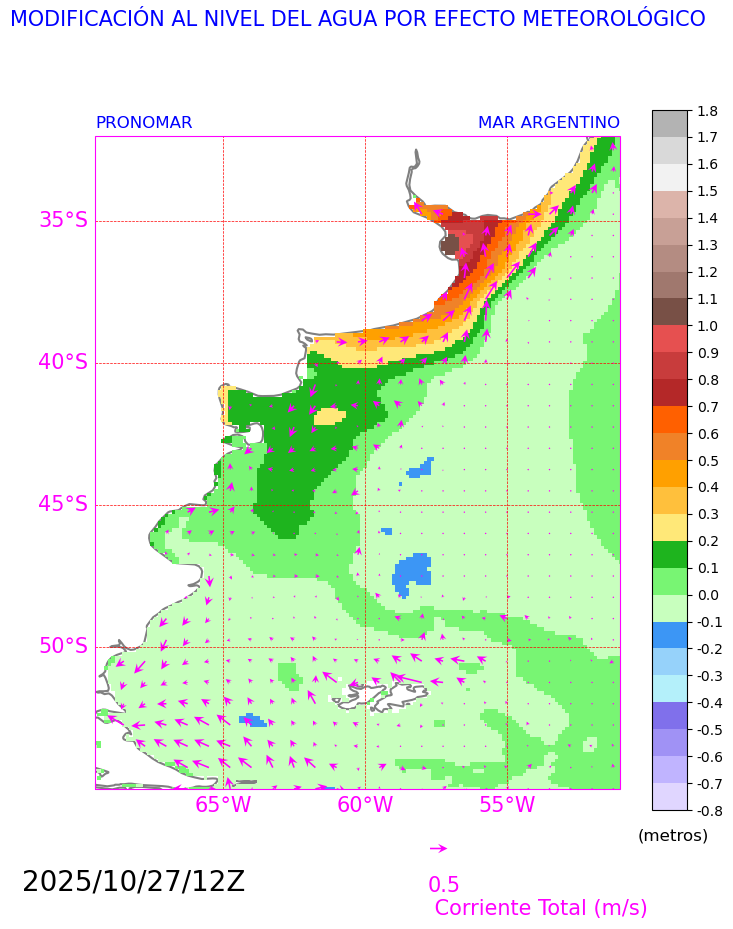 MODIFICACIÓN AL NIVEL DEL AGUA POR EFECTO METEOROLÓGICO
PRONOMAR MAR ARGENTINO
35°S
40°S
45°S
50°S
65°W 60°W 55°W
1.8
1.7
1.6
1.5
1.4
1.3
1.2
1.1
1.0
0.9
0.8
0.7
0.6
0.5
0.4
0.3
0.2
0.1
0.0
-0.1
-0.2
-0.3
-0.4
-0.5
-0.6
-0.7
-0.8
(metros)
2025/10/27/12Z
0.5
Corriente Total (m/s)